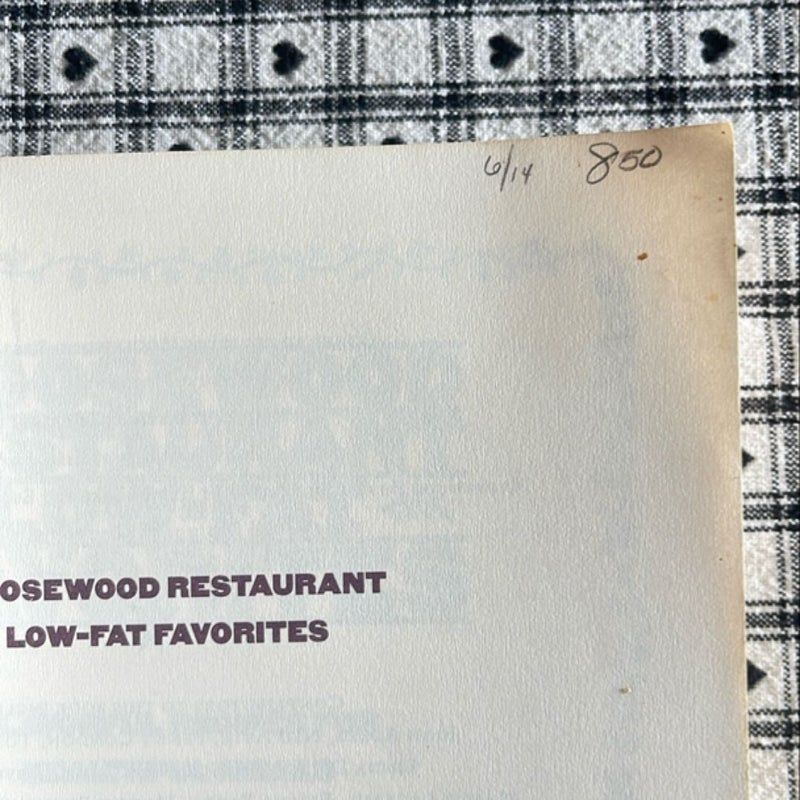 6/14 850
OSEWOOD RESTAURANT
LOW-FAT FAVORITES